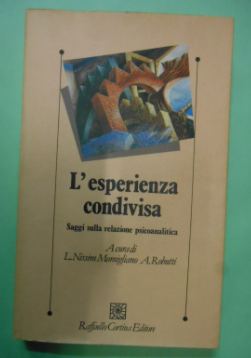 L'esperienza
condivisa
Saggi sulla relazione psicoanalitica
A cura di
L. Nissim Momigliano A. Robutti
Raffaello Cortina Editore